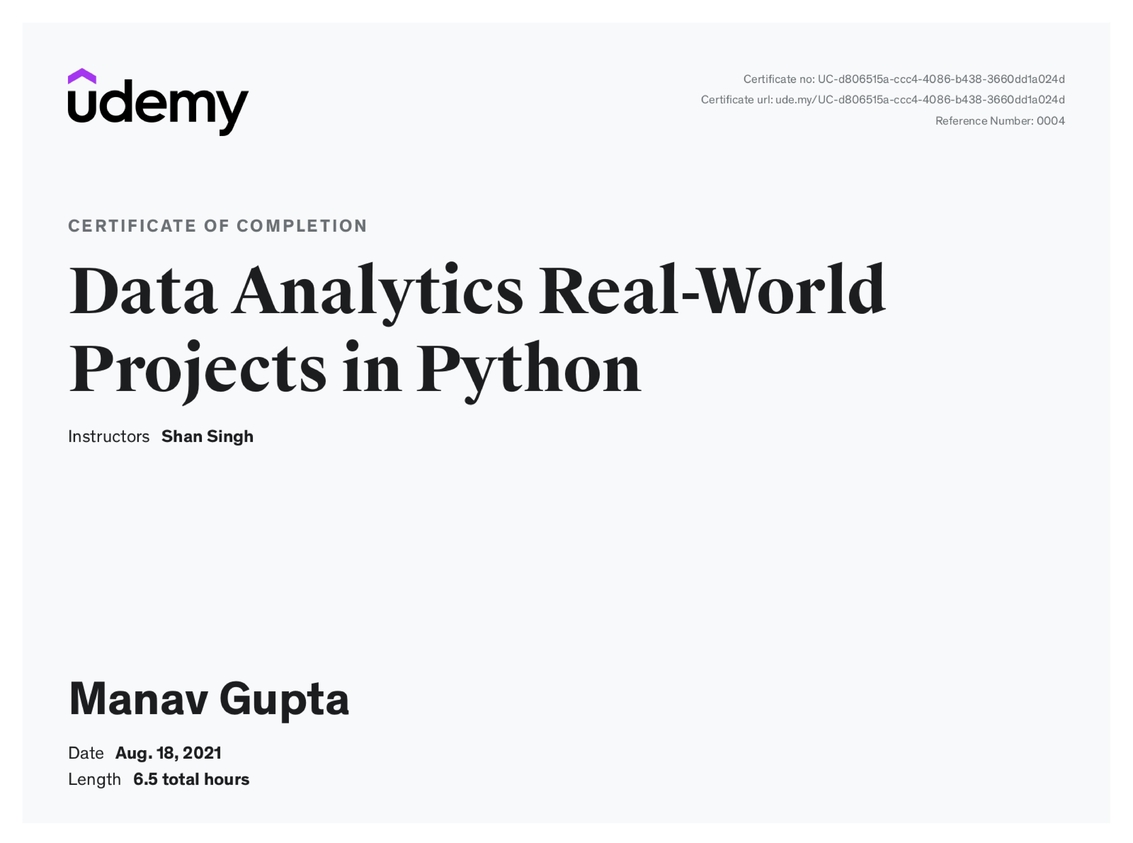 udemy
Certificate no: UC-d806515a-ccc4-4086-b438-3660dd1a024d
Certificate url: ude.my/UC-d806515a-ccc4-4086-b438-3660dd1a024d
Reference Number: 0004
CERTIFICATE OF COMPLETION
Data Analytics Real-World
Projects in Python
Instructors Shan Singh
Manav Gupta
Date Aug. 18, 2021
Length 6.5 total hours